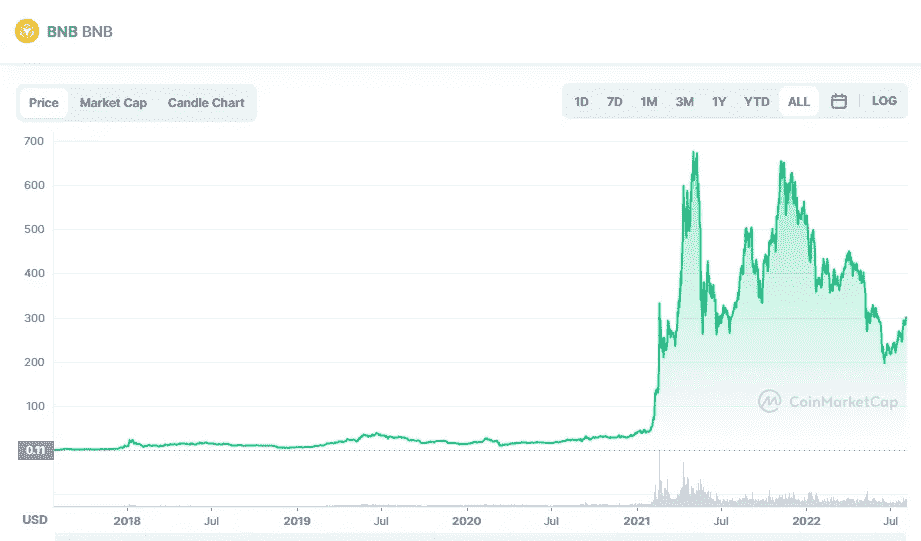 BNB BNB
Price Market Cap Candle Chart 1D 7D 1M 3M 1Y YTD ALL LOG
700
600
500
400
300
200
100
0.11
CoinMarketCap
USD 2018 Jul 2019 Jul 2020 Jul 2021 Jul 2022 Jul